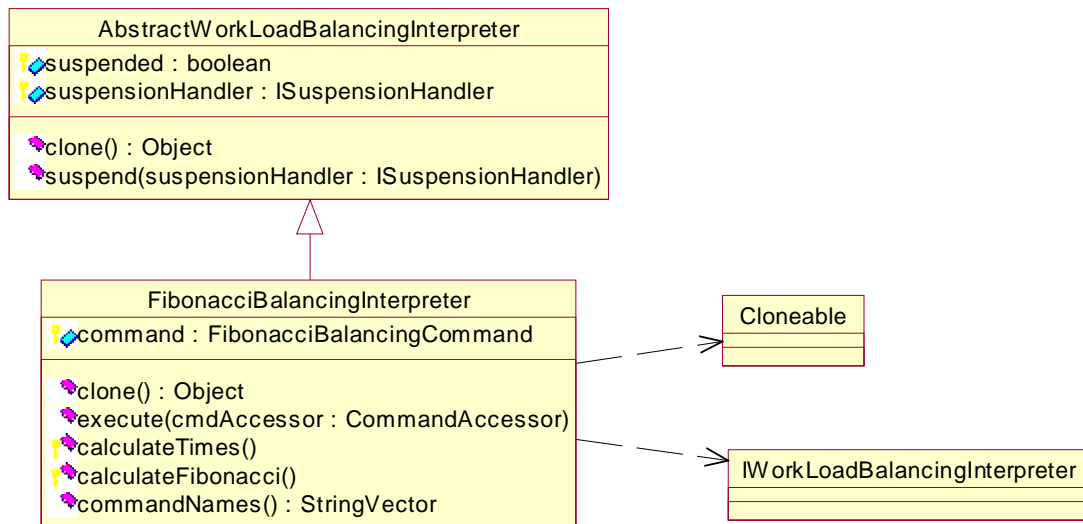 AbstractWorkLoadBalancingInterpreter
suspended : boolean
suspensionHandler : ISuspensionHandler
clone() : Object
suspend(suspensionHandler : ISuspensionHandler)
FibonacciBalancingInterpreter
command : FibonacciBalancingCommand
clone() : Object
execute(cmdAccessor : CommandAccessor)
calculateTimes()
calculateFibonacci()
commandNames() : StringVector
Cloneable
IWorkLoadBalancingInterpreter